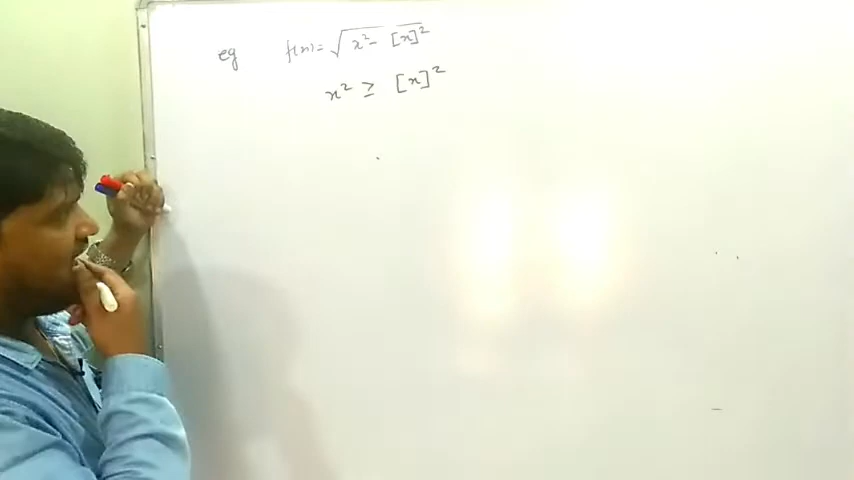 eg f(x) = √x² - [x]²
x² ≥ [x]²